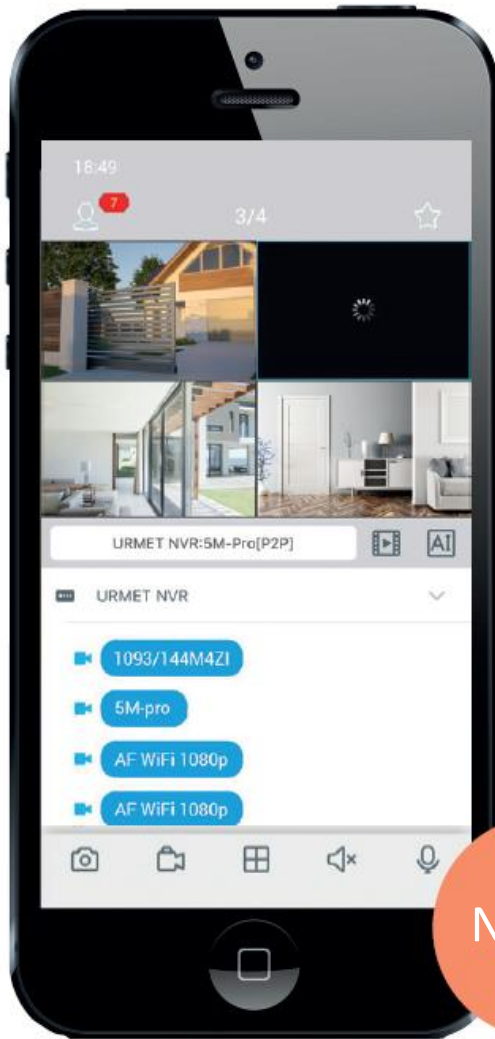 18:49
7
3/4
URMET NVR:5M-Pro[P2P]
AI
URMET NVR
1093/144M4ZI
5M-pro
AF WiFi 1080p
AF WiFi 1080p
N